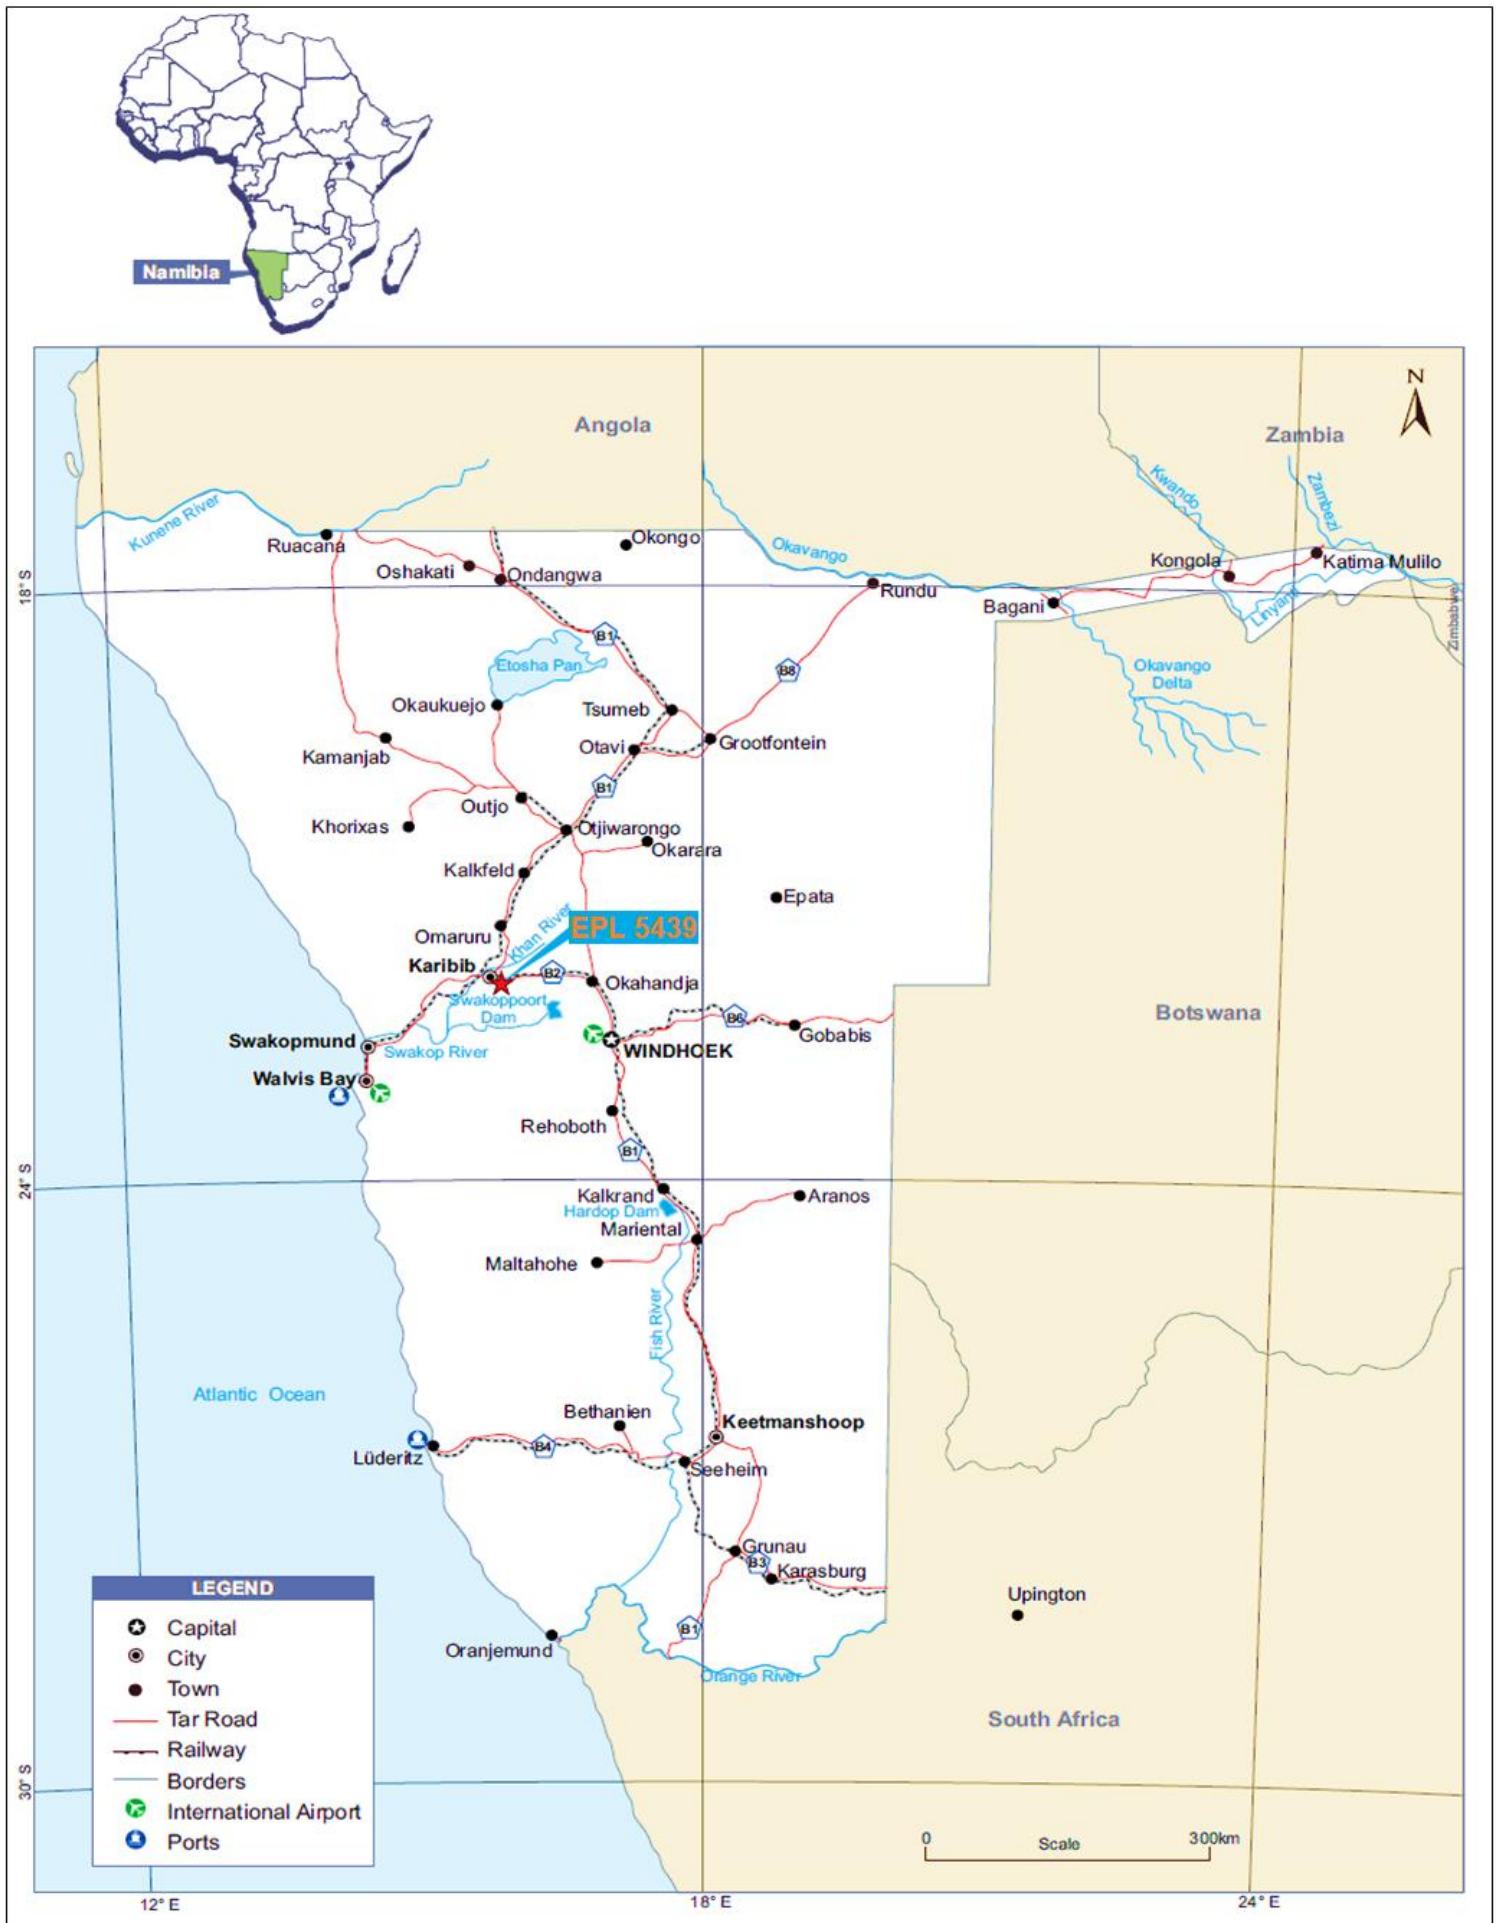 Namibia
N
Angola
Zambia
Kwando
Zambezi
Kunene River
Ruacana
Okongo
Okavango
Oshakati
Ondangwa
Kongola
Katima Mulilo
18° S
Rundu
Bagani
Linyanti
Zimbabwe
B1
Etosha Pan
B8
Okavango
Delta
Okaukuejo
Tsumeb
Otavi
Grootfontein
Kamanjab
B1
Outjo
Khorixas
Otjiwarongo
Okarara
Kalkfeld
Epata
Khan River
EPL 5439
Omaruru
Karibib
B2
Okahandja
Swakoppoort
Dam
B6
Botswana
Swakopmund
Swakop River
WINDHOEK
Gobabis
Walvis Bay
Rehoboth
B1
24° S
Kalkrand
Aranos
Hardop Dam
Mariental
Maltahohe
Fish River
Atlantic Ocean
Bethanien
Keetmanshoop
Lüderitz
B4
Seeheim
Grunau
B3
Karasburg
Upington
B1
Oranjemund
Orange River
South Africa
LEGEND
Capital
City
Town
Tar Road
Railway
Borders
International Airport
Ports
30° S
0
Scale
300km
12° E
18° E
24° E